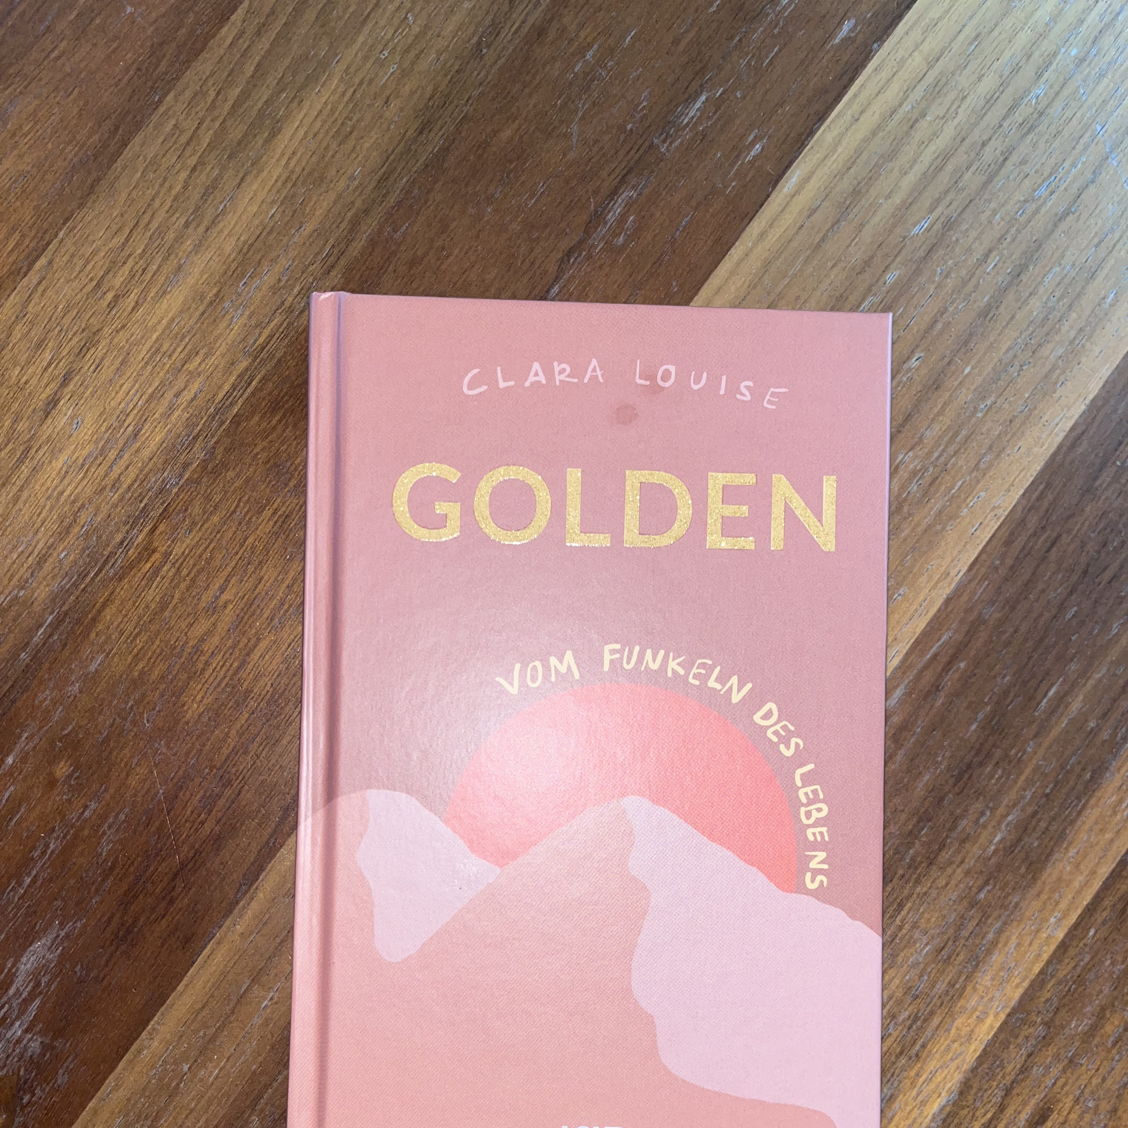 CLARA LOUISE
GOLDEN
VOM FUNKELN DES LEBENS